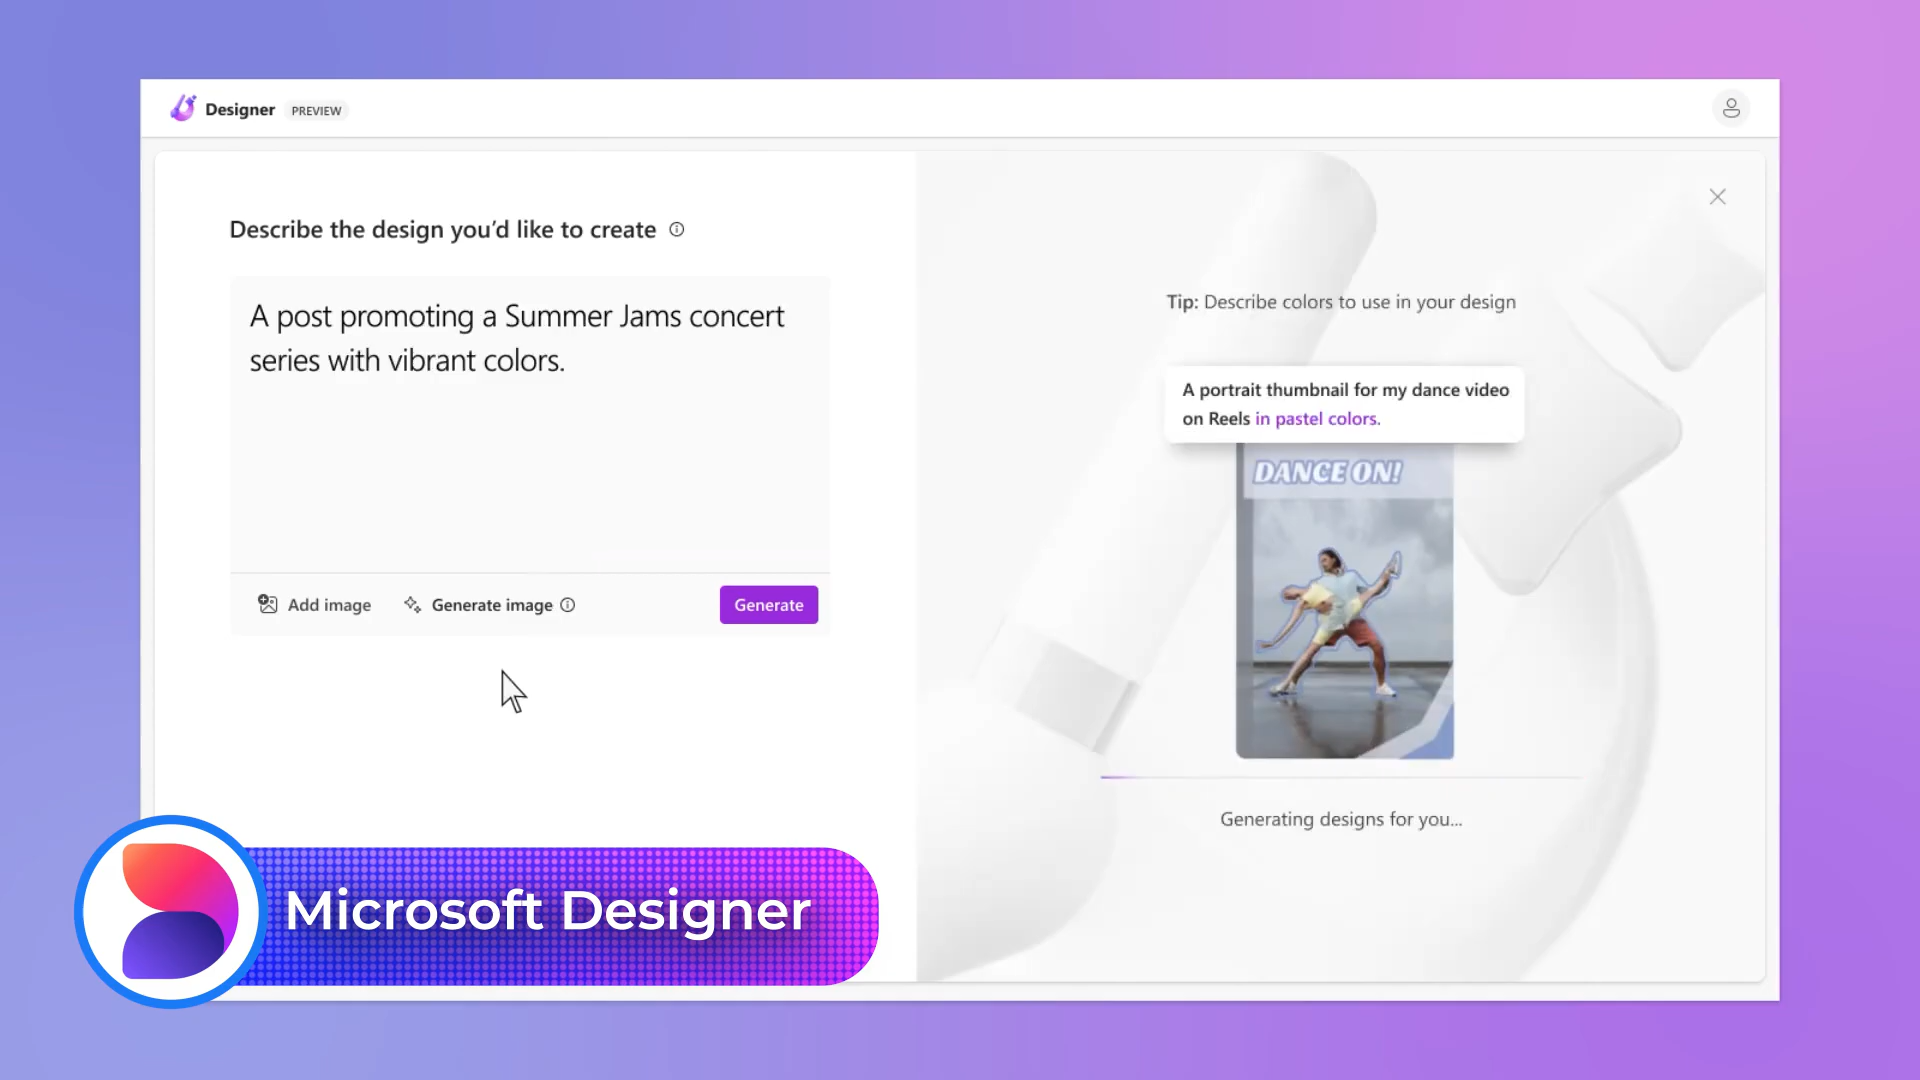 Designer PREVIEW
Describe the design you’d like to create
A post promoting a Summer Jams concert
series with vibrant colors.
Add image
Generate image
Generate
Tip: Describe colors to use in your design
A portrait thumbnail for my dance video
on Reels in pastel colors.
DANCE ON!
Generating designs for you...
Microsoft Designer